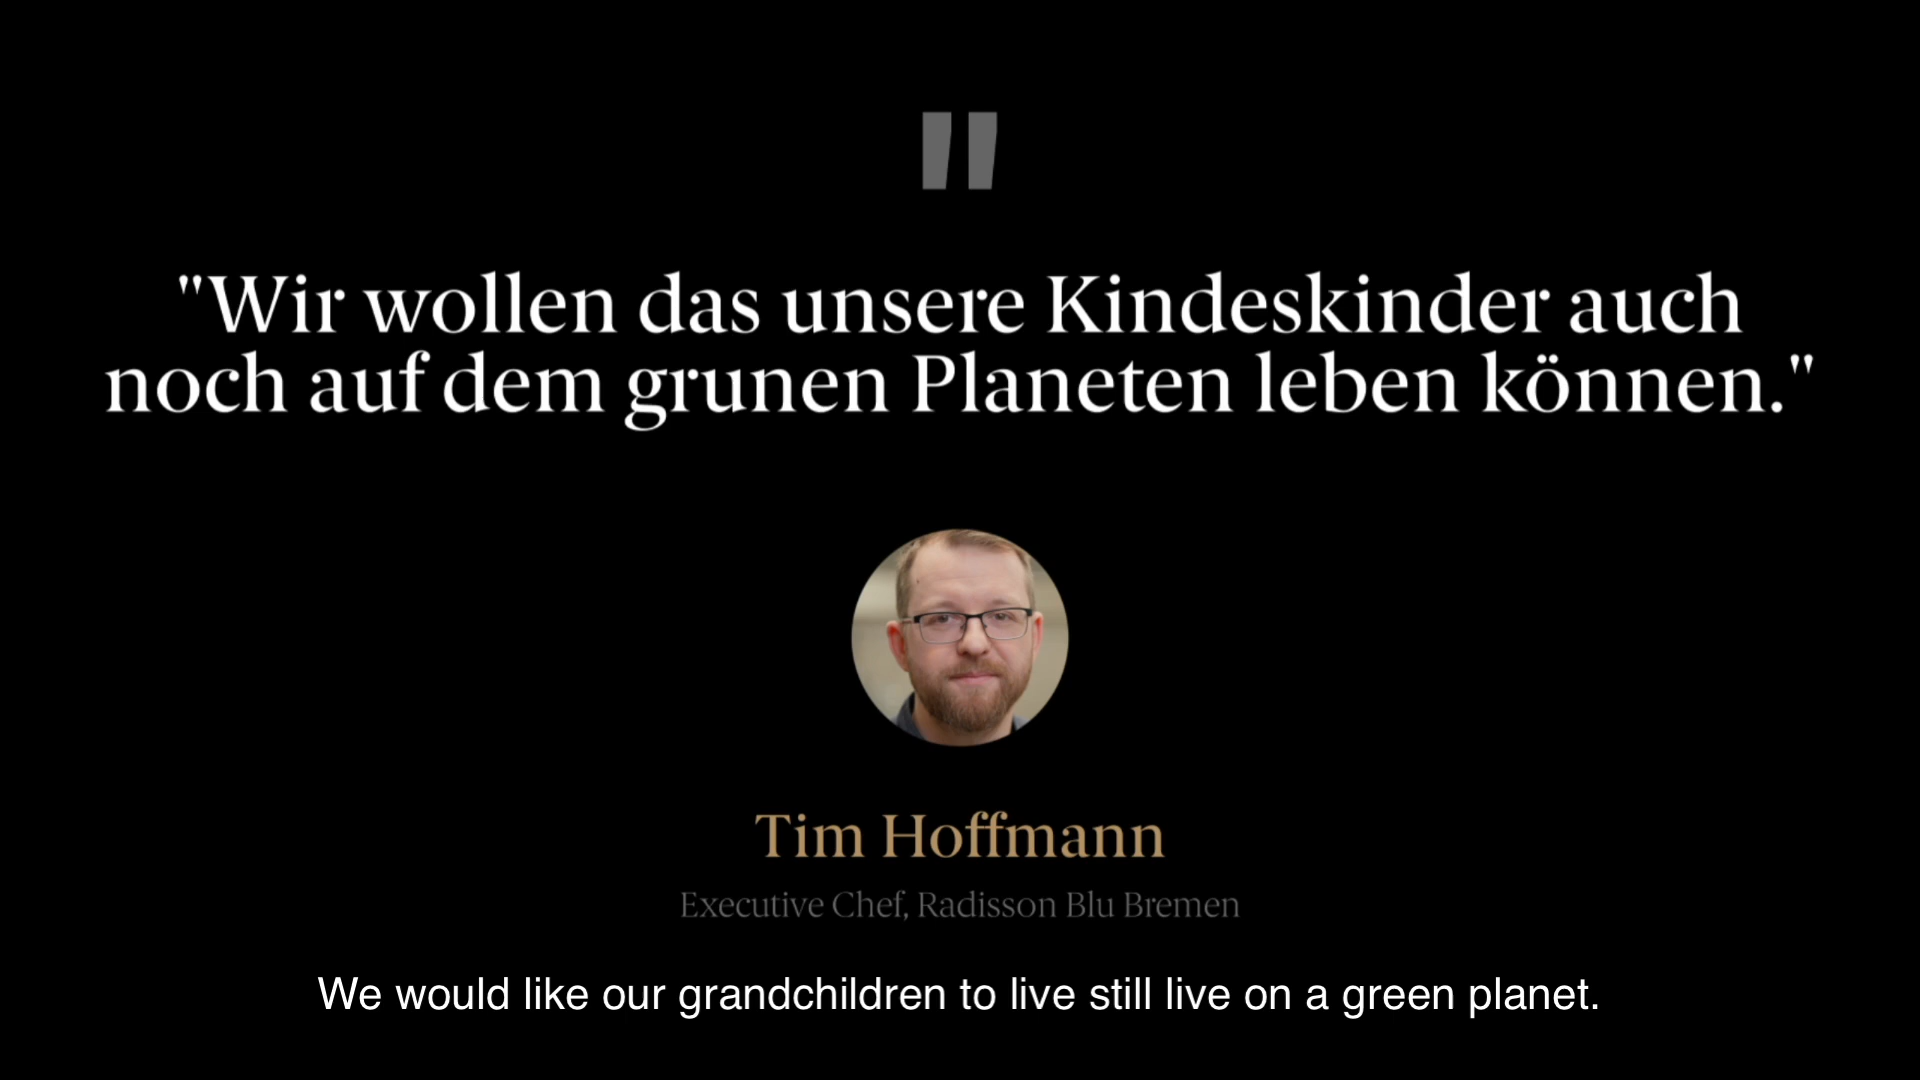 "
"Wir wollen das unsere Kindeskinder auch
noch auf dem grunen Planeten leben können."
Tim Hoffmann
Executive Chef, Radisson Blu Bremen
We would like our grandchildren to live still live on a green planet.